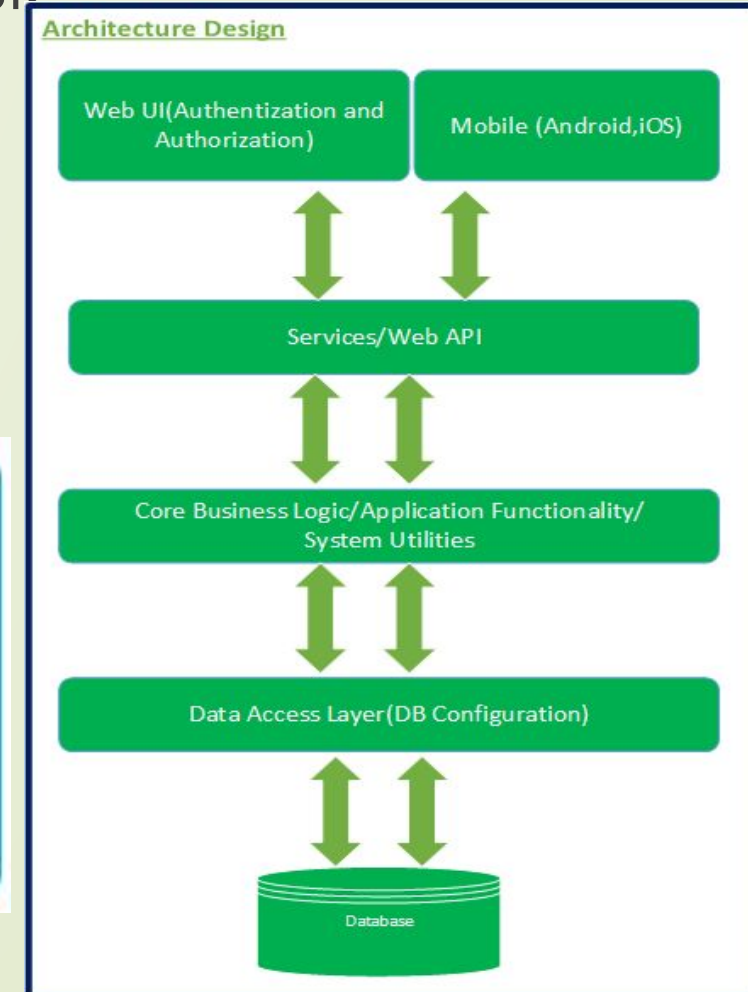 Architecture Design
Web UI(Authentization and
Authorization)
Mobile (Android,iOS)
Services/Web API
Core Business Logic/Application Functionality/
System Utilities
Data Access Layer(DB Configuration)
Database